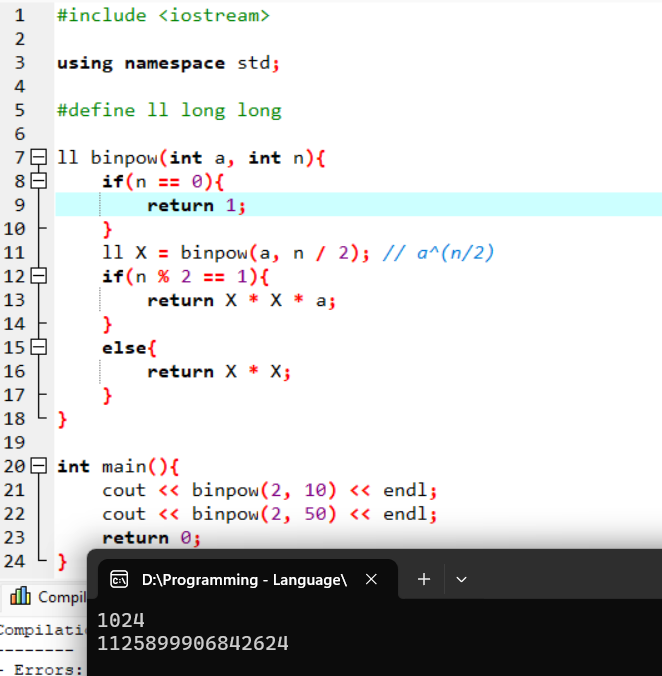 1 #include <iostream>
2
3 using namespace std;
4
5 #define ll long long
6
7 ll binpow(int a, int n){
8 if(n == 0){
9 return 1;
10 }
11 ll X = binpow(a, n / 2); // a^(n/2)
12 if(n % 2 == 1){
13 return X * X * a;
14 }
15 else{
16 return X * X;
17 }
18 }
19
20 int main(){
21 cout << binpow(2, 10) << endl;
22 cout << binpow(2, 50) << endl;
23 return 0;
24 }
D:\Programming - Language\
Compil
1024
Compilati
1125899906842624
--------
- Errors: